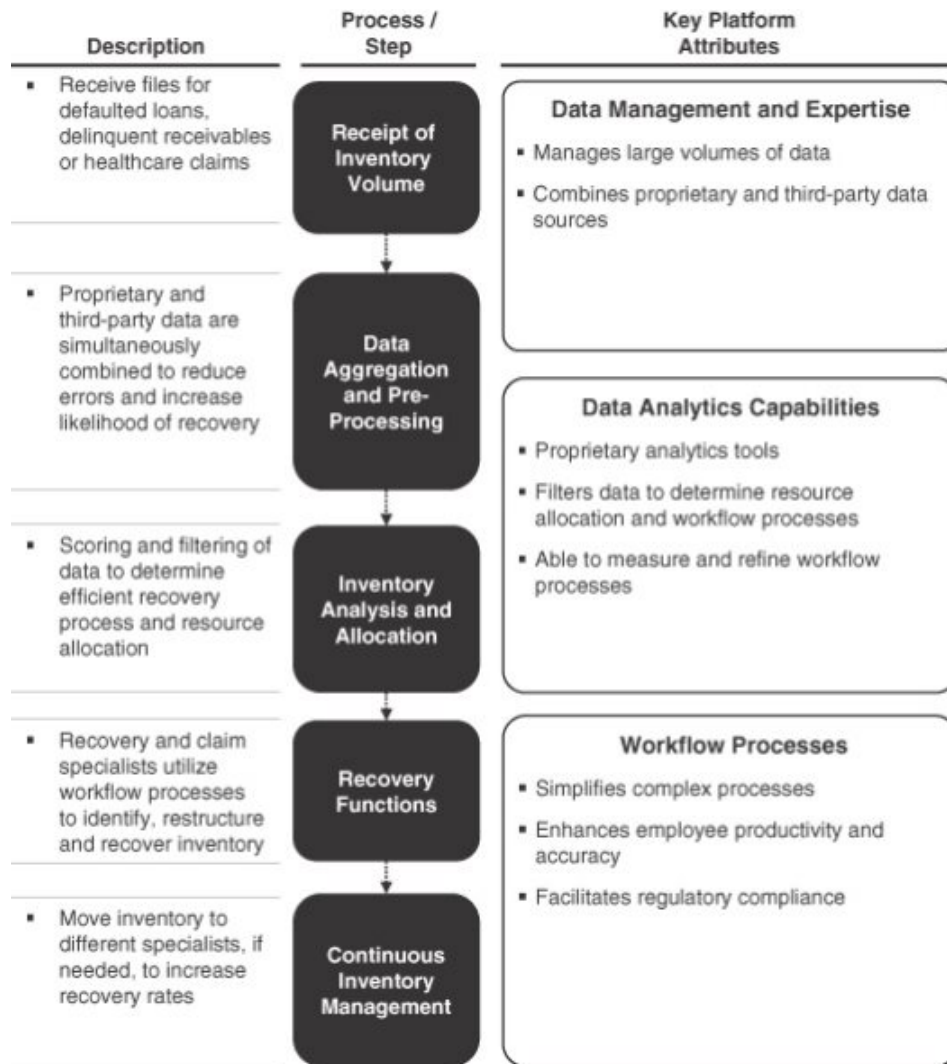 Description
Process /
Step
Key Platform
Attributes
▪ Receive files for
defaulted loans,
delinquent receivables
or healthcare claims
Receipt of
Inventory
Volume
Data Management and Expertise
▪ Manages large volumes of data
▪ Combines proprietary and third-party data
sources
▪ Proprietary and
third-party data are
simultaneously
combined to reduce
errors and increase
likelihood of recovery
Data
Aggregation
and Pre-
Processing
Data Analytics Capabilities
▪ Proprietary analytics tools
▪ Filters data to determine resource
allocation and workflow processes
▪ Able to measure and refine workflow
processes
▪ Scoring and filtering of
data to determine
efficient recovery
process and resource
allocation
Inventory
Analysis and
Allocation
▪ Recovery and claim
specialists utilize
workflow processes
to identify, restructure
and recover inventory
Recovery
Functions
Workflow Processes
▪ Simplifies complex processes
▪ Enhances employee productivity and
accuracy
▪ Facilitates regulatory compliance
▪ Move inventory to
different specialists, if
needed, to increase
recovery rates
Continuous
Inventory
Management